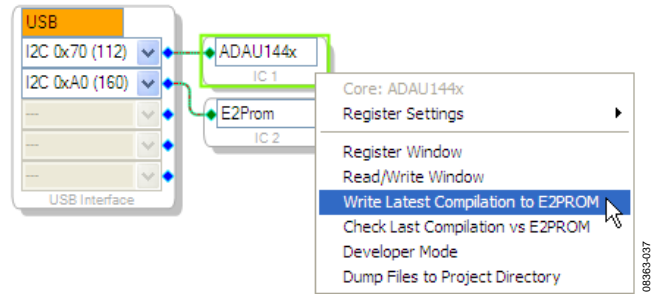 USB
I2C 0x70 (112)
I2C 0xA0 (160)
---
---
---
USB Interface
ADAU144x
IC 1
E2Prom
IC 2
Core: ADAU144x
Register Settings
Register Window
Read/Write Window
Write Latest Compilation to E2PROM
Check Last Compilation vs E2PROM
Developer Mode
Dump Files to Project Directory
08363-037